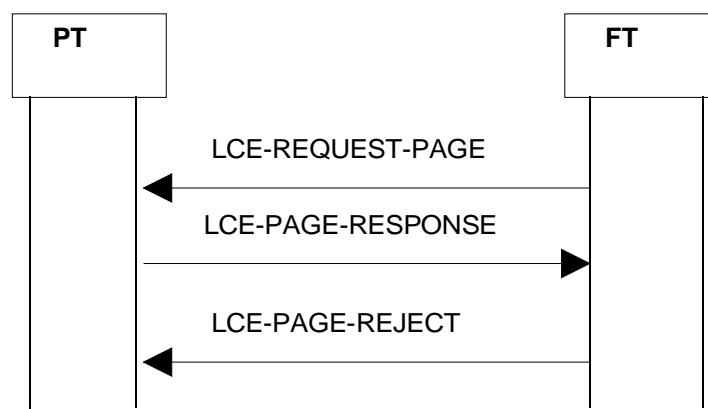 PT
FT
LCE-REQUEST-PAGE
LCE-PAGE-RESPONSE
LCE-PAGE-REJECT